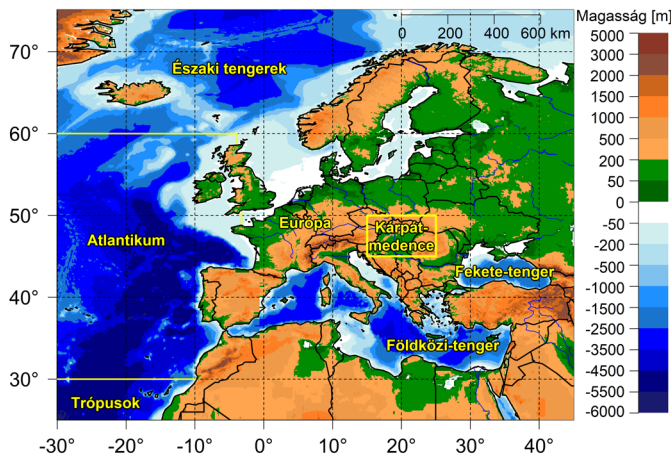 Magasság [m]
0 200 400 600 km
70°
60°
50°
40°
30°
Északi tengerek
Európa
Kárpát-
medence
Atlantikum
Fekete-tenger
Földközi-tenger
Trópusok
-30° -20° -10° 0° 10° 20° 30° 40°
5000
3000
2000
1500
1000
500
200
50
0
-50
-200
-500
-1000
-1500
-2500
-3500
-4500
-5500
-6000